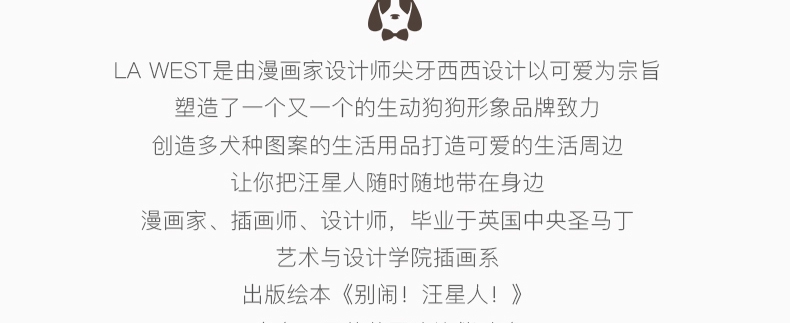 LA WEST是由漫画家设计师尖牙西西设计以可爱为宗旨
塑造了一个又一个的生动狗狗形象品牌致力
创造多犬种图案的生活用品打造可爱的生活周边
让你把汪星人随时随地带在身边
漫画家、插画师、设计师，毕业于英国中央圣马丁
艺术与设计学院插画系
出版绘本《别闹！汪星人！》